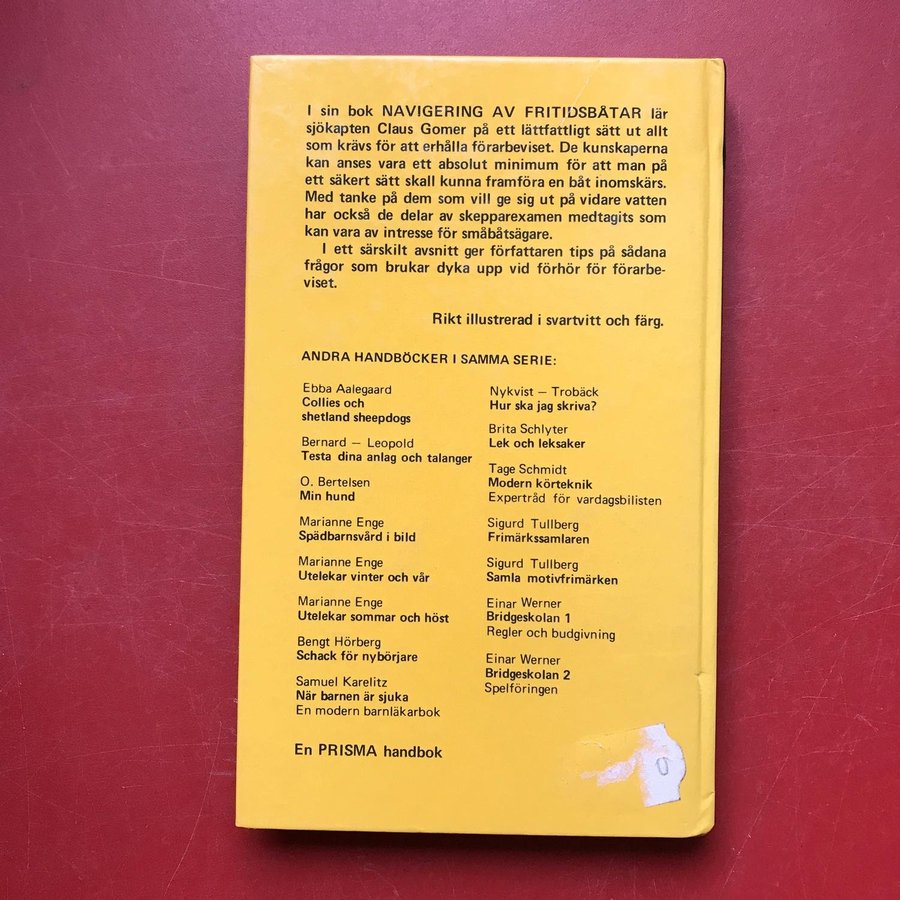 I sin bok NAVIGERING AV FRITIDSBÅTAR lär
sjökapten Claus Gomer på ett lättfattligt sätt ut allt
som krävs för att erhålla förarbeviset. De kunskaperna
kan anses vara ett absolut minimum för att man på
ett säkert sätt skall kunna framföra en båt inomskärs.
Med tanke på dem som vill ge sig ut på vidare vatten
har också de delar av skepparexamen medtagits som
kan vara av intresse för småbåtsägare.
I ett särskilt avsnitt ger författaren tips på sådana
frågor som brukar dyka upp vid förhör för förarbe-
viset.
Rikt illustrerad i svartvitt och färg.
ANDRA HANDBÖCKER I SAMMA SERIE:
Ebba Aalegaard
Collies och
shetland sheepdogs
Bernard – Leopold
Testa dina anlag och talanger
O. Bertelsen
Min hund
Marianne Enge
Spädbarnsvård i bild
Marianne Enge
Utelekar vinter och vår
Marianne Enge
Utelekar sommar och höst
Bengt Hörberg
Schack för nybörjare
Samuel Karelitz
När barnen är sjuka
En modern barnläkarbok
Nykvist – Trobäck
Hur ska jag skriva?
Brita Schlyter
Lek och leksaker
Tage Schmidt
Modern körteknik
Expertråd för vardagsbilisten
Sigurd Tullberg
Frimärkssamlaren
Sigurd Tullberg
Samla motivfrimärken
Einar Werner
Bridgeskolan 1
Regler och budgivning
Einar Werner
Bridgeskolan 2
Spelföringen
En PRISMA handbok